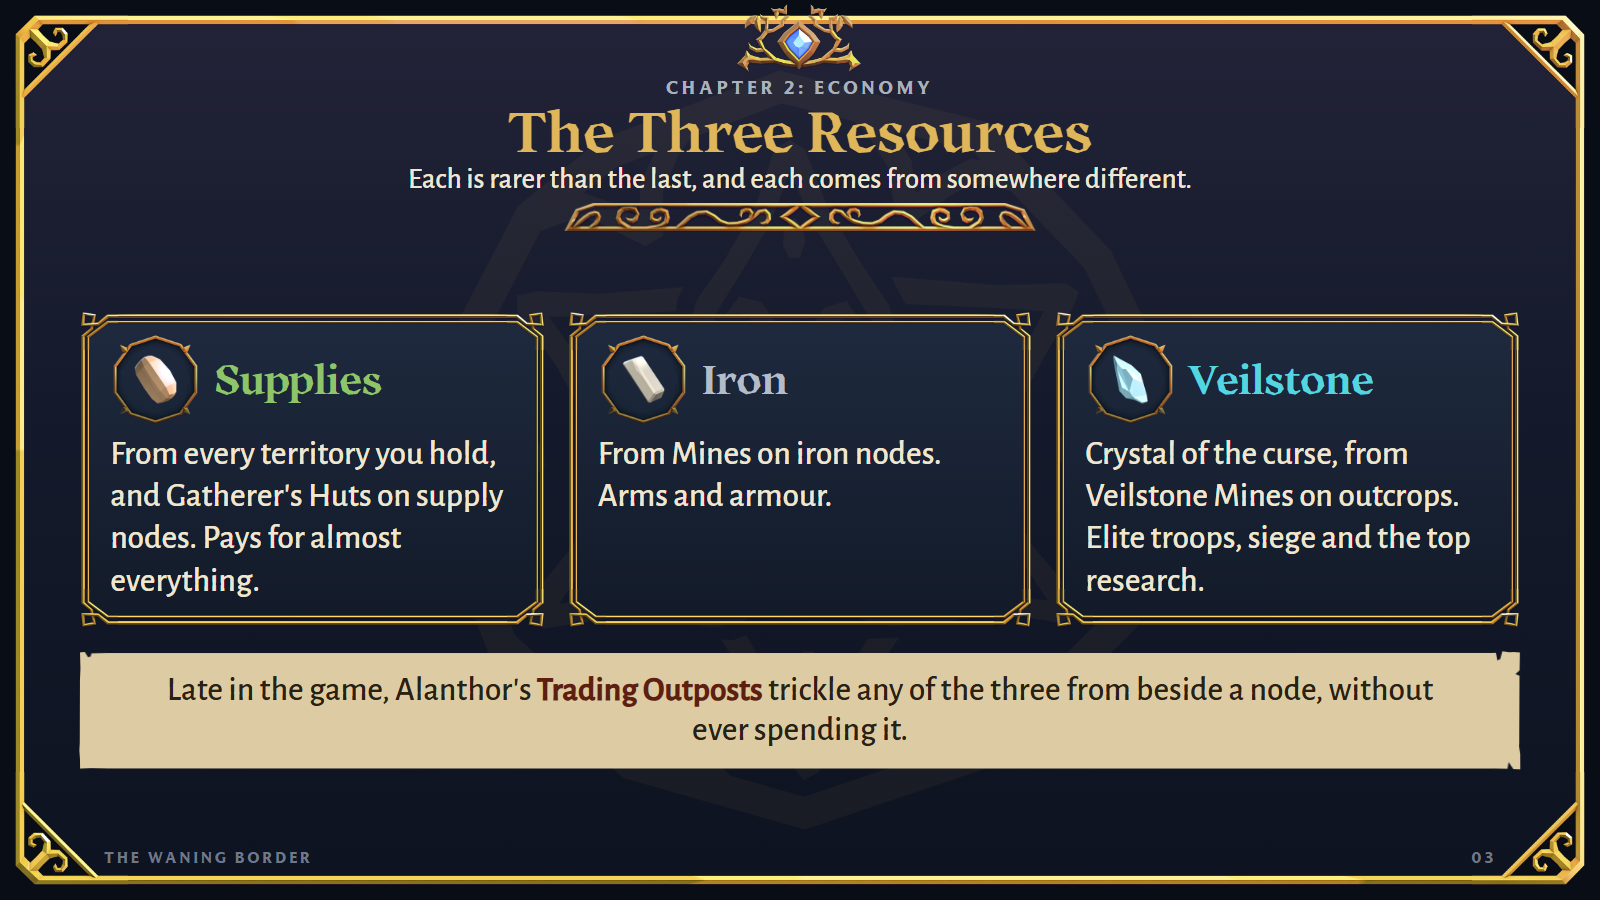 CHAPTER 2: ECONOMY
The Three Resources
Each is rarer than the last, and each comes from somewhere different.
Supplies
From every territory you hold,
and Gatherer's Huts on supply
nodes. Pays for almost
everything.
Iron
From Mines on iron nodes.
Arms and armour.
Veilstone
Crystal of the curse, from
Veilstone Mines on outcrops.
Elite troops, siege and the top
research.
Late in the game, Alanthor's Trading Outposts trickle any of the three from beside a node, without
ever spending it.
THE WANING BORDER
03